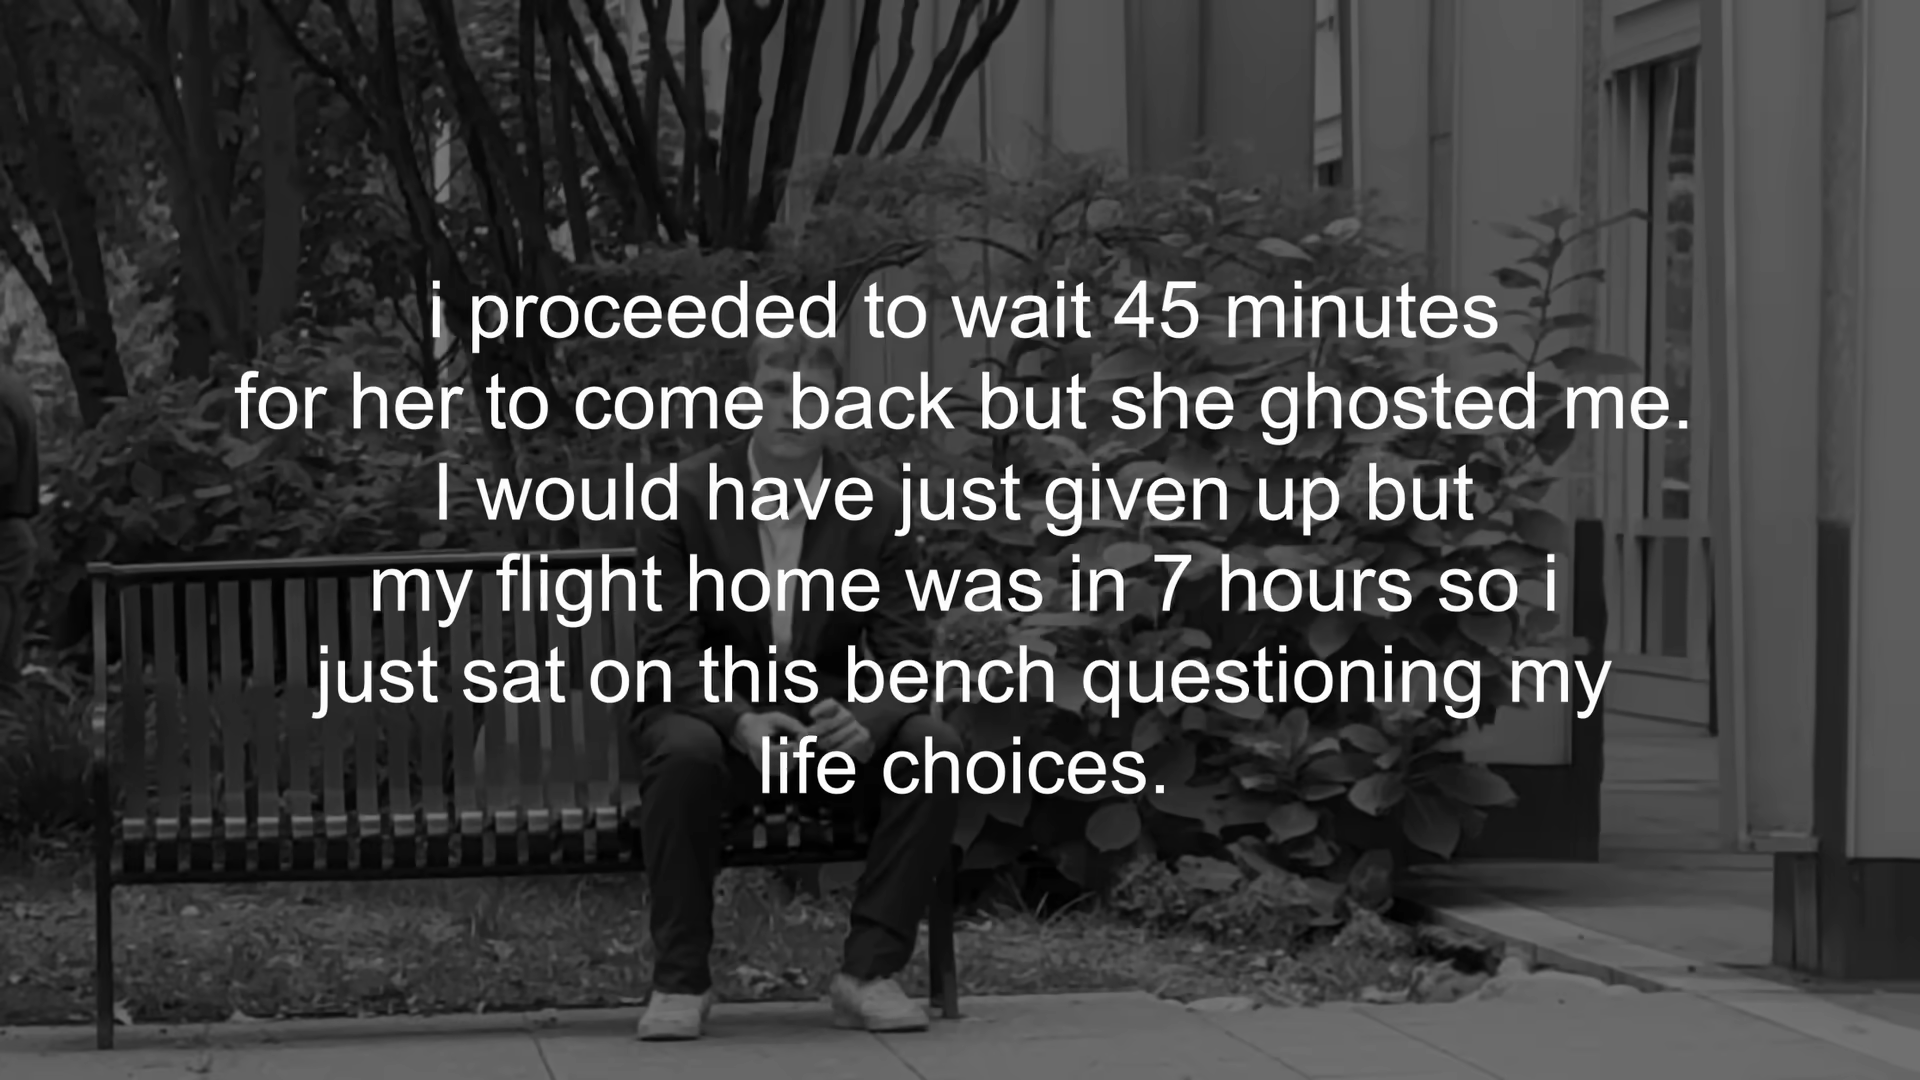 i proceeded to wait 45 minutes
for her to come back but she ghosted me.
I would have just given up but
my flight home was in 7 hours so i
just sat on this bench questioning my
life choices.